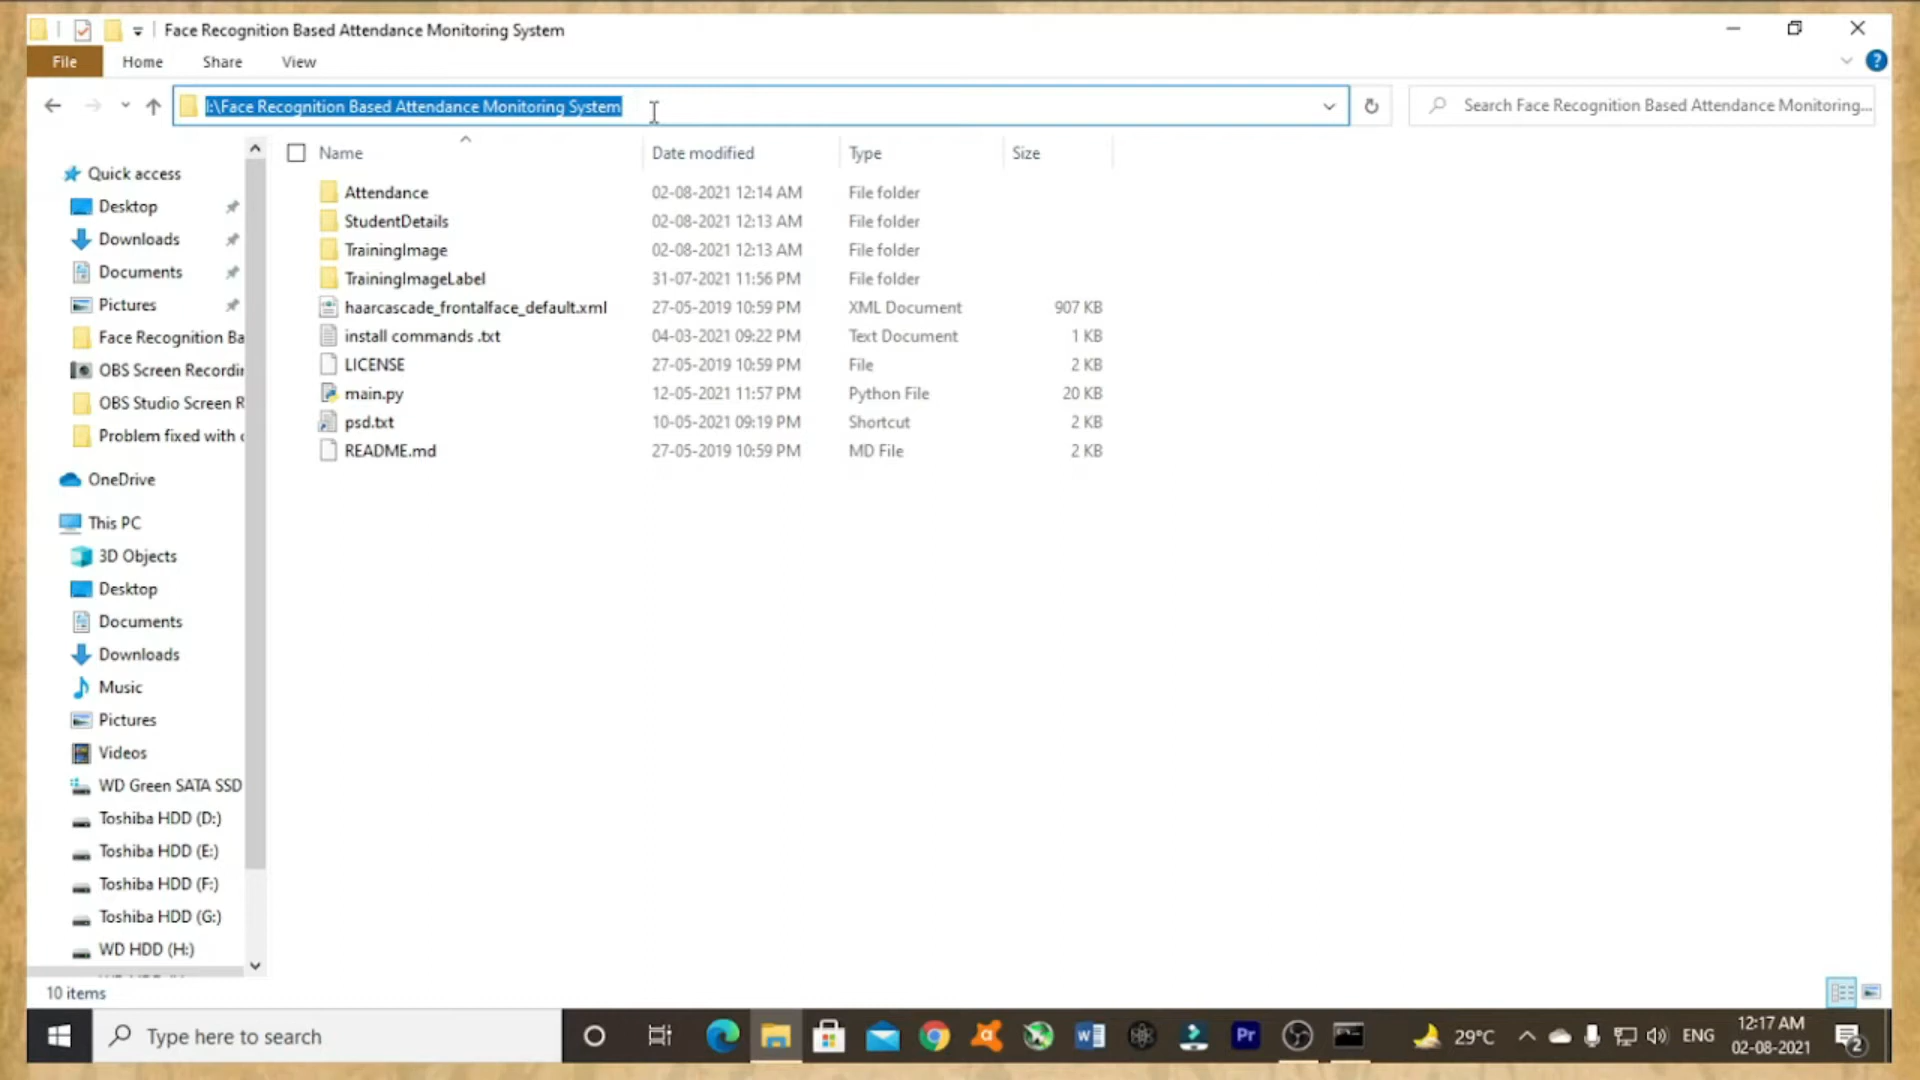 Face Recognition Based Attendance Monitoring System
File Home Share View
I:\Face Recognition Based Attendance Monitoring System
Search Face Recognition Based Attendance Monitoring...
Name Date modified Type Size
Attendance 02-08-2021 12:14 AM File folder
StudentDetails 02-08-2021 12:13 AM File folder
TrainingImage 02-08-2021 12:13 AM File folder
TrainingImageLabel 31-07-2021 11:56 PM File folder
haarcascade_frontalface_default.xml 27-05-2019 10:59 PM XML Document 907 KB
install commands .txt 04-03-2021 09:22 PM Text Document 1 KB
LICENSE 27-05-2019 10:59 PM File 2 KB
main.py 12-05-2021 11:57 PM Python File 20 KB
psd.txt 10-05-2021 09:19 PM Shortcut 2 KB
README.md 27-05-2019 10:59 PM MD File 2 KB
Quick access
Desktop
Downloads
Documents
Pictures
Face Recognition Ba
OBS Screen Recordin
OBS Studio Screen R
Problem fixed with
OneDrive
This PC
3D Objects
Desktop
Documents
Downloads
Music
Pictures
Videos
WD Green SATA SSD
Toshiba HDD (D:)
Toshiba HDD (E:)
Toshiba HDD (F:)
Toshiba HDD (G:)
WD HDD (H:)
10 items
Type here to search
W
Pr
29°C
ENG
12:17 AM
02-08-2021
2